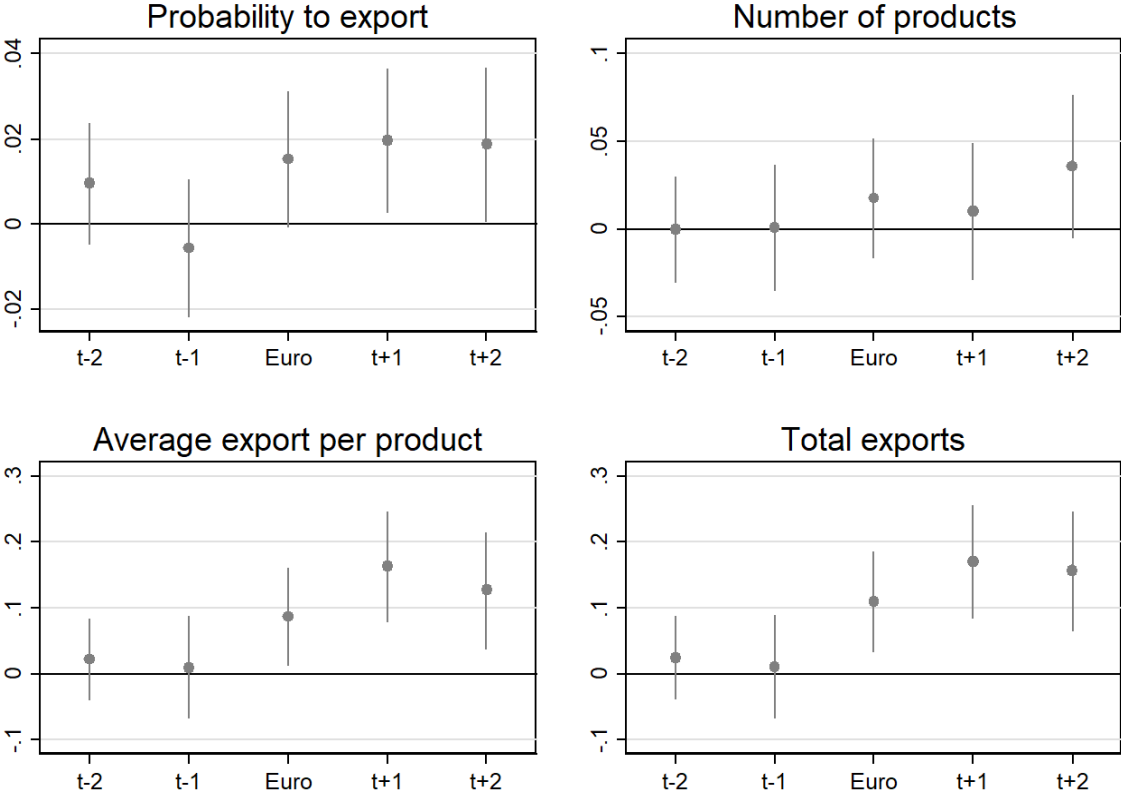 Probability to export
.04
.02
0
-.02
t-2 t-1 Euro t+1 t+2
Number of products
.1
.05
0
-.05
t-2 t-1 Euro t+1 t+2
Average export per product
.3
.2
.1
0
-.1
t-2 t-1 Euro t+1 t+2
Total exports
.3
.2
.1
0
-.1
t-2 t-1 Euro t+1 t+2